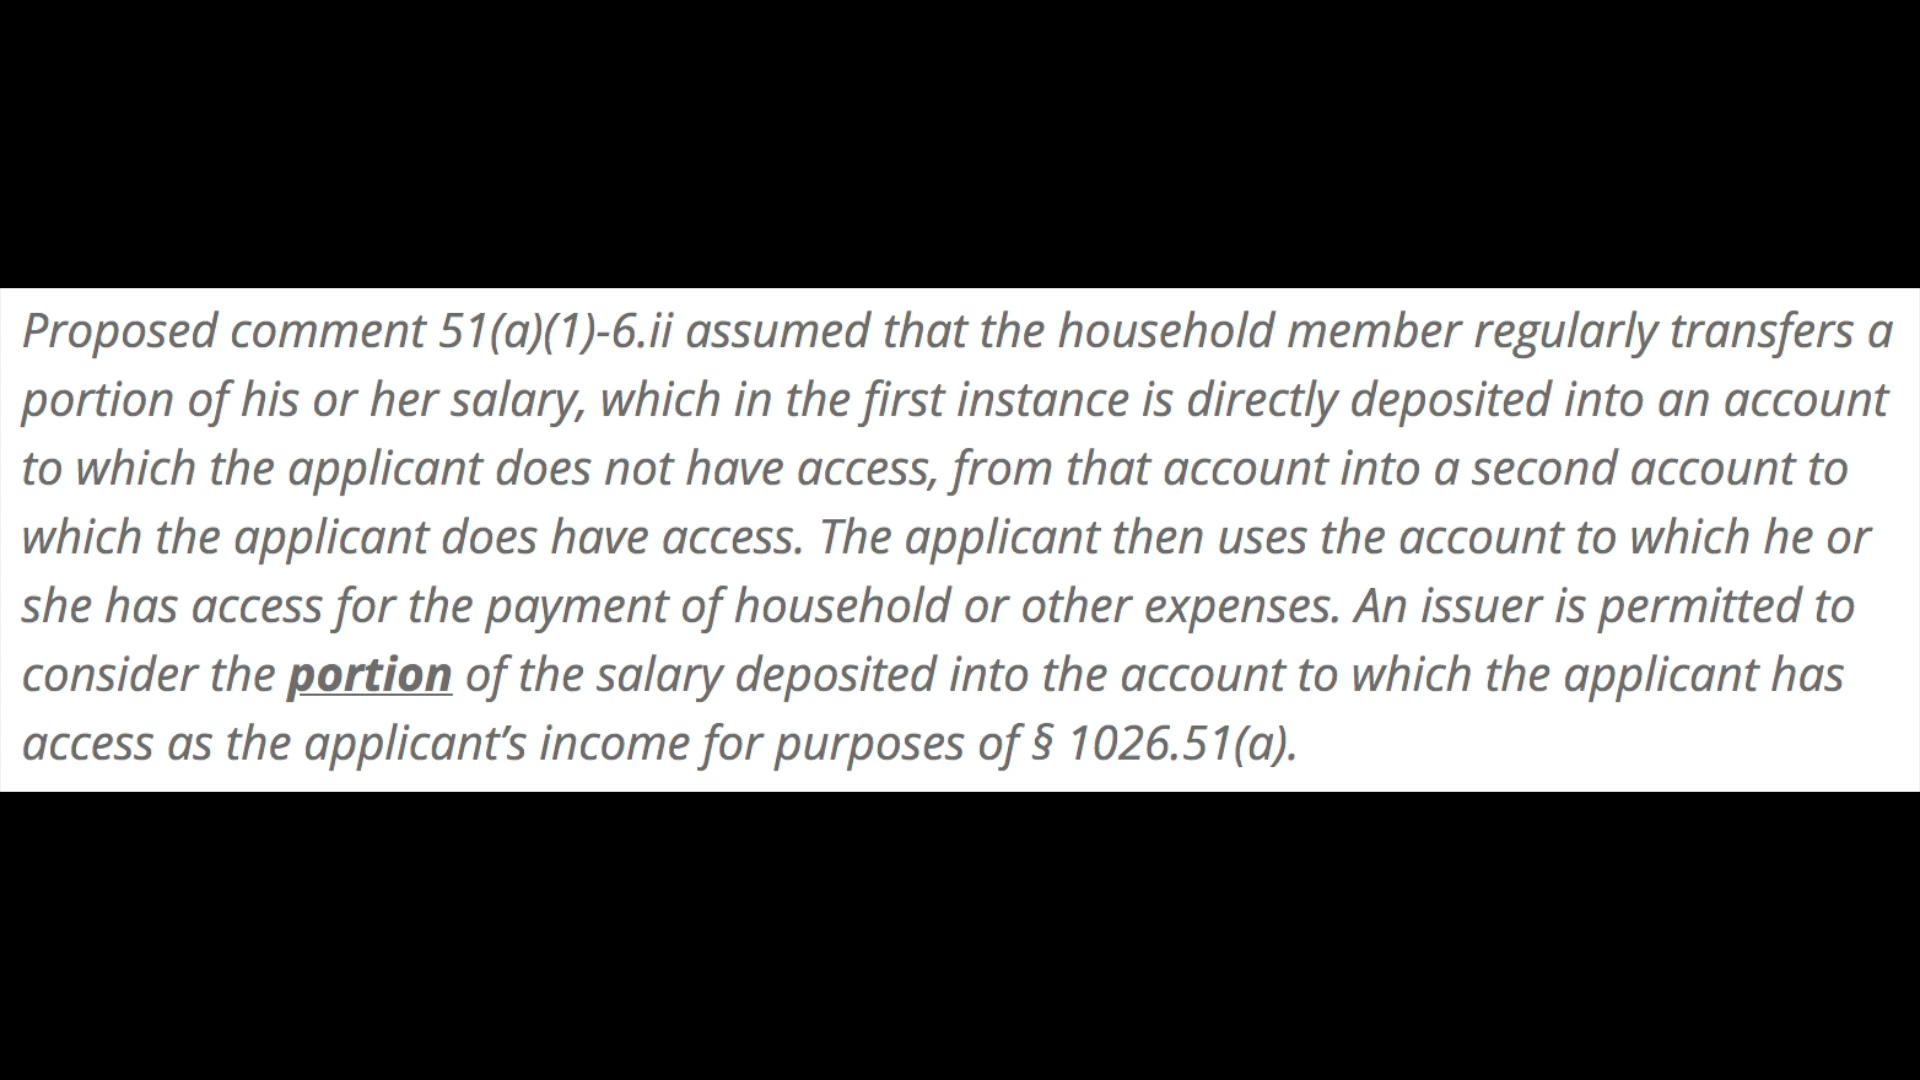 Proposed comment 51(a)(1)-6.ii assumed that the household member regularly transfers a
portion of his or her salary, which in the first instance is directly deposited into an account
to which the applicant does not have access, from that account into a second account to
which the applicant does have access. The applicant then uses the account to which he or
she has access for the payment of household or other expenses. An issuer is permitted to
consider the portion of the salary deposited into the account to which the applicant has
access as the applicant’s income for purposes of § 1026.51(a).